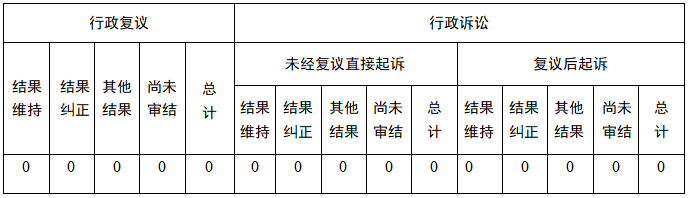 行政复议 行政诉讼
未经复议直接起诉 复议后起诉
结果维持 结果纠正 其他结果 尚未审结 总计 结果维持 结果纠正 其他结果 尚未审结 总计 结果维持 结果纠正 其他结果 尚未审结 总计
0 0 0 0 0 0 0 0 0 0 0 0 0 0 0